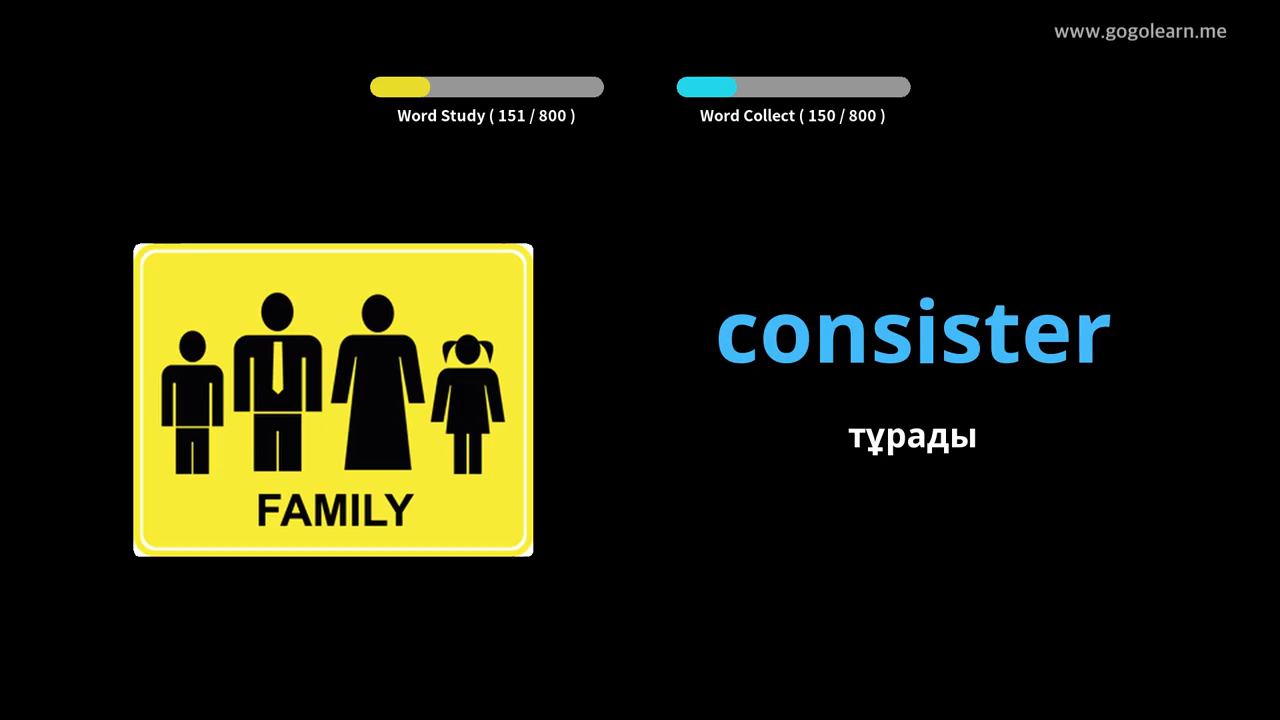 www.gogolearn.me
Word Study ( 151 / 800 )
Word Collect ( 150 / 800 )
consister
тұрады
FAMILY